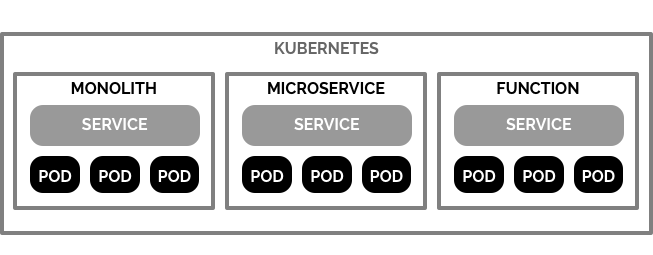 KUBERNETES
MONOLITH MICROSERVICE FUNCTION
SERVICE SERVICE SERVICE
POD POD POD POD POD POD POD POD POD